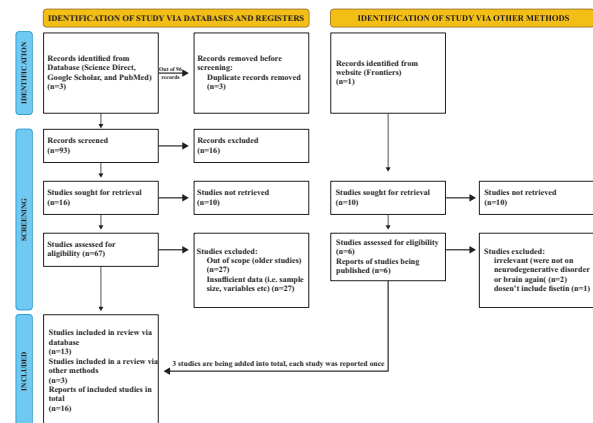 IDENTIFICATION OF STUDY VIA DATABASES AND REGISTERS
IDENTIFICATION OF STUDY VIA OTHER METHODS
IDENTIFICATION
Records identified from
Database (Science Direct,
Google Scholar, and PubMed)
(n=3)
Out of 96
records
Records removed before
screening:
Duplicate records removed
(n=3)
Records identified from
website (Frontiers)
(n=1)
SCREENING
Records screened
(n=93)
Records excluded
(n=16)
Studies sought for retrieval
(n=16)
Studies not retrieved
(n=10)
Studies sought for retrieval
(n=10)
Studies not retrieved
(n=10)
Studies assessed for
aligibility (n=67)
Studies excluded:
Out of scope (older studies)
(n=27)
Insufficient data (i.e. sample
size, variables etc) (n=27)
Studies assessed for eligibility
(n=6)
Reports of studies being
published (n=6)
Studies excluded:
irrelevant (were not on
neurodegenerative disorder
or brain again( (n=2)
dosen't include fisetin (n=1)
INCLUDED
Studies included in review via
database
(n=13)
Studies included in a review via
other methods
(n=3)
Reports of included studies in
total
(n=16)
3 studies are being added into total, each study was reported once